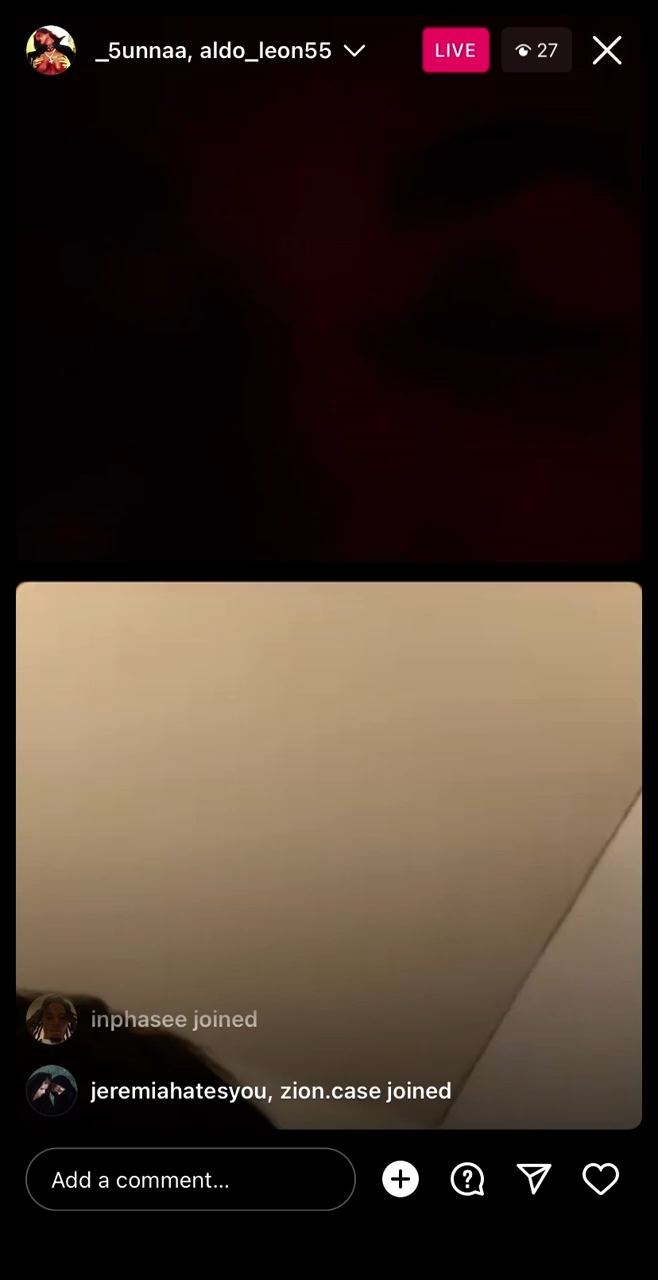 _5unnaa, aldo_leon55
LIVE
27
inphasee joined
jeremiahatesyou, zion.case joined
Add a comment...